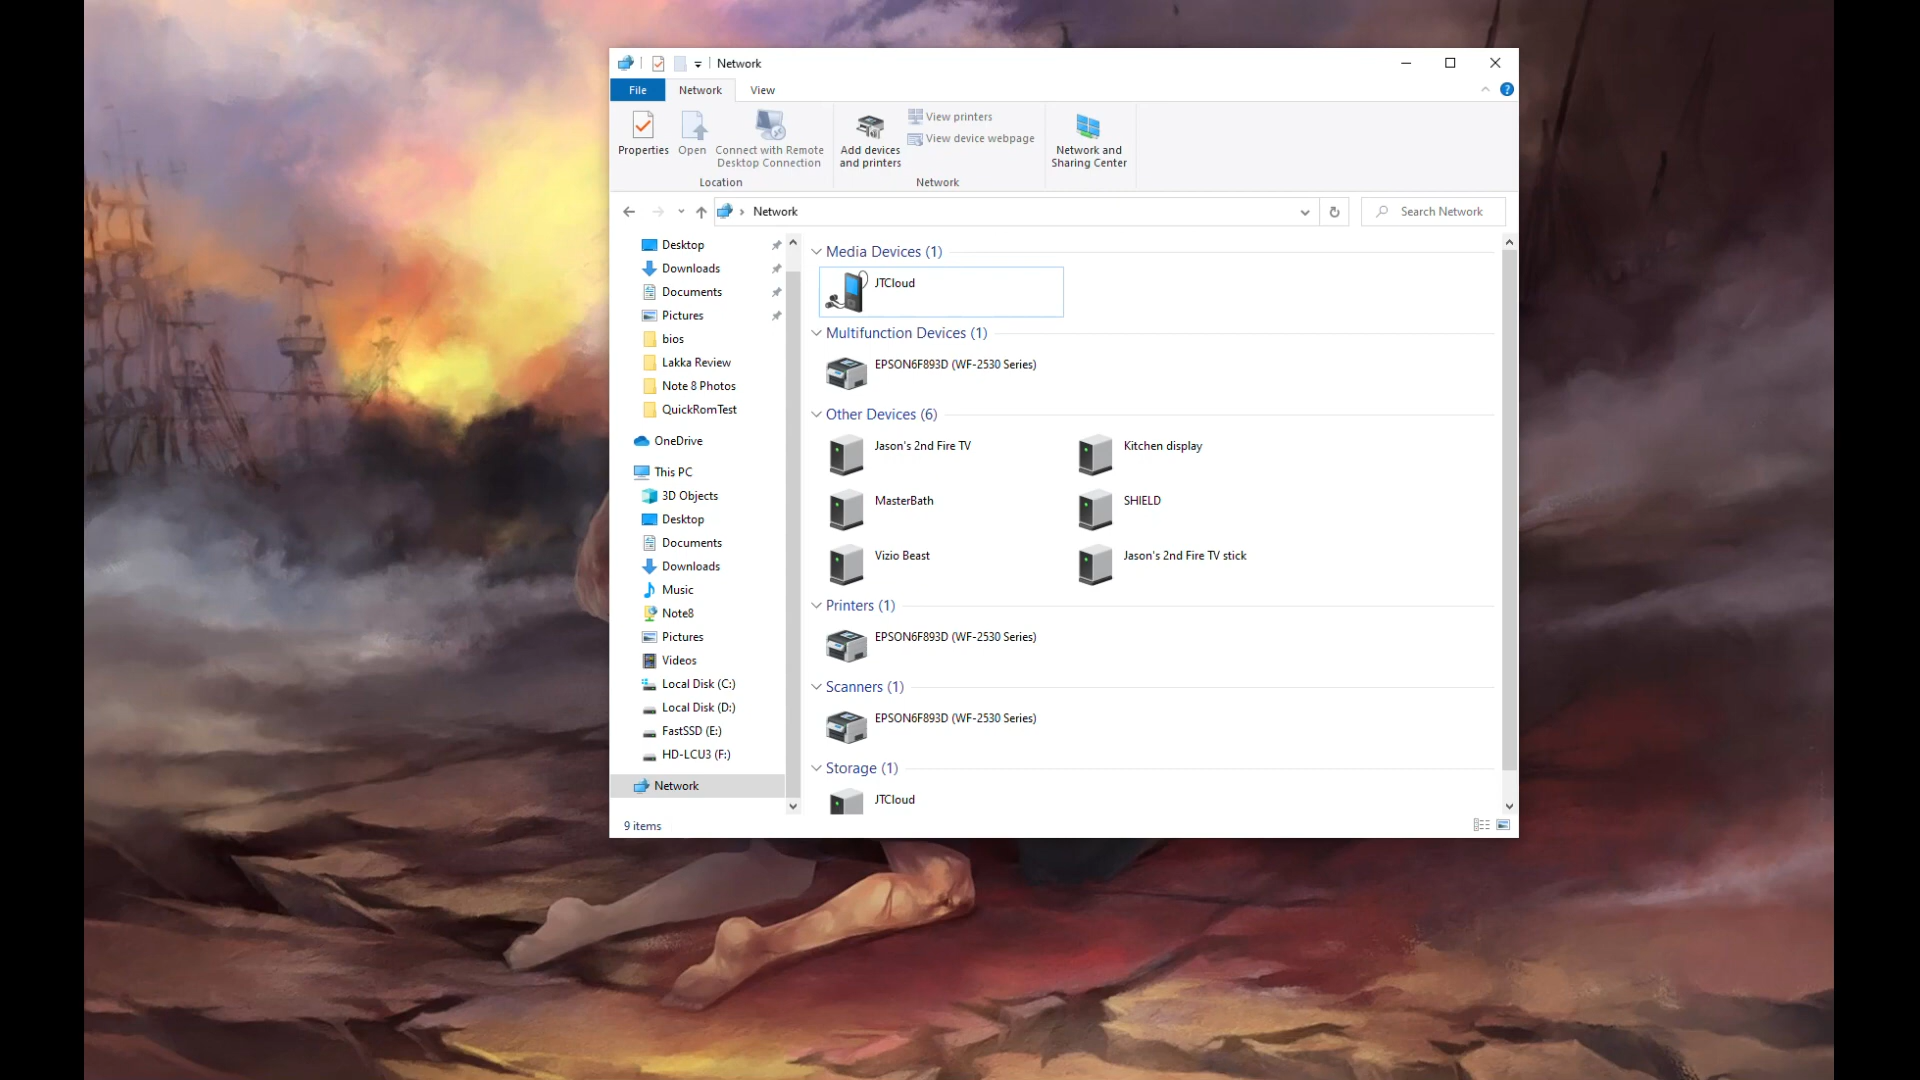 Network
File
Network
View
Properties
Open
Connect with Remote
Desktop Connection
Location
Add devices
and printers
View printers
View device webpage
Network
Network and
Sharing Center
Network
Search Network
Desktop
Downloads
Documents
Pictures
bios
Lakka Review
Note 8 Photos
QuickRomTest
OneDrive
This PC
3D Objects
Desktop
Documents
Downloads
Music
Note8
Pictures
Videos
Local Disk (C:)
Local Disk (D:)
FastSSD (E:)
HD-LCU3 (F:)
Network
Media Devices (1)
JTCloud
Multifunction Devices (1)
EPSON6F893D (WF-2530 Series)
Other Devices (6)
Jason's 2nd Fire TV
Kitchen display
MasterBath
SHIELD
Vizio Beast
Jason's 2nd Fire TV stick
Printers (1)
EPSON6F893D (WF-2530 Series)
Scanners (1)
EPSON6F893D (WF-2530 Series)
Storage (1)
JTCloud
9 items